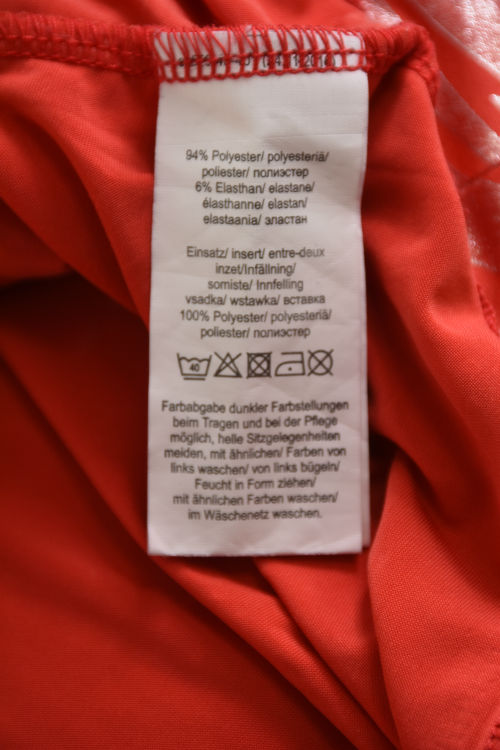 94% Polyester/ polyesteriä/
poliester/ полиэстер
6% Elasthan/ elastane/
élasthanne/ elastan/
elastaania/ эластан
Einsatz/ insert/ entre-deux
inzet/Infällning/
somiste/ Innfelling
vsadka/ wstawka/ вставка
100% Polyester/ polyesteriä/
poliester/ полиэстер
40
Farbabgabe dunkler Farbstellungen
beim Tragen und bei der Pflege
möglich, helle Sitzgelegenheiten
meiden, mit ähnlichen/ Farben von
links waschen/ von links bügeln/
Feucht in Form ziehen/
mit ähnlichen Farben waschen/
im Wäschenetz waschen.